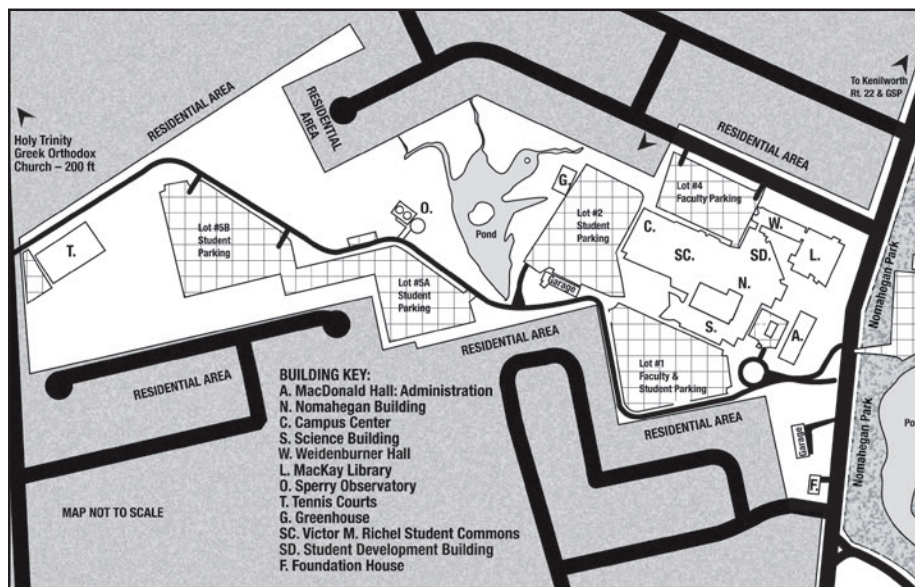 To Kenilworth
Rt. 22 & GSP
RESIDENTIAL AREA
RESIDENTIAL
AREA
RESIDENTIAL AREA
Holy Trinity
Greek Orthodox
Church – 200 ft
G.
Lot #4
Faculty Parking
O.
Lot #2
Student
Parking
C.
W.
Lot #5B
Student
Parking
Pond
SC.
SD.
L.
T.
N.
Nomahegan Park
Lot #5A
Student
Parking
Garage
S.
A.
RESIDENTIAL AREA
Lot #1
Faculty &
Student Parking
RESIDENTIAL AREA
RESIDENTIAL AREA
Garage
Nomahegan Park
Po
F.
BUILDING KEY:
A. MacDonald Hall: Administration
N. Nomahegan Building
C. Campus Center
S. Science Building
W. Weidenburner Hall
L. MacKay Library
O. Sperry Observatory
T. Tennis Courts
G. Greenhouse
SC. Victor M. Richel Student Commons
SD. Student Development Building
F. Foundation House
MAP NOT TO SCALE